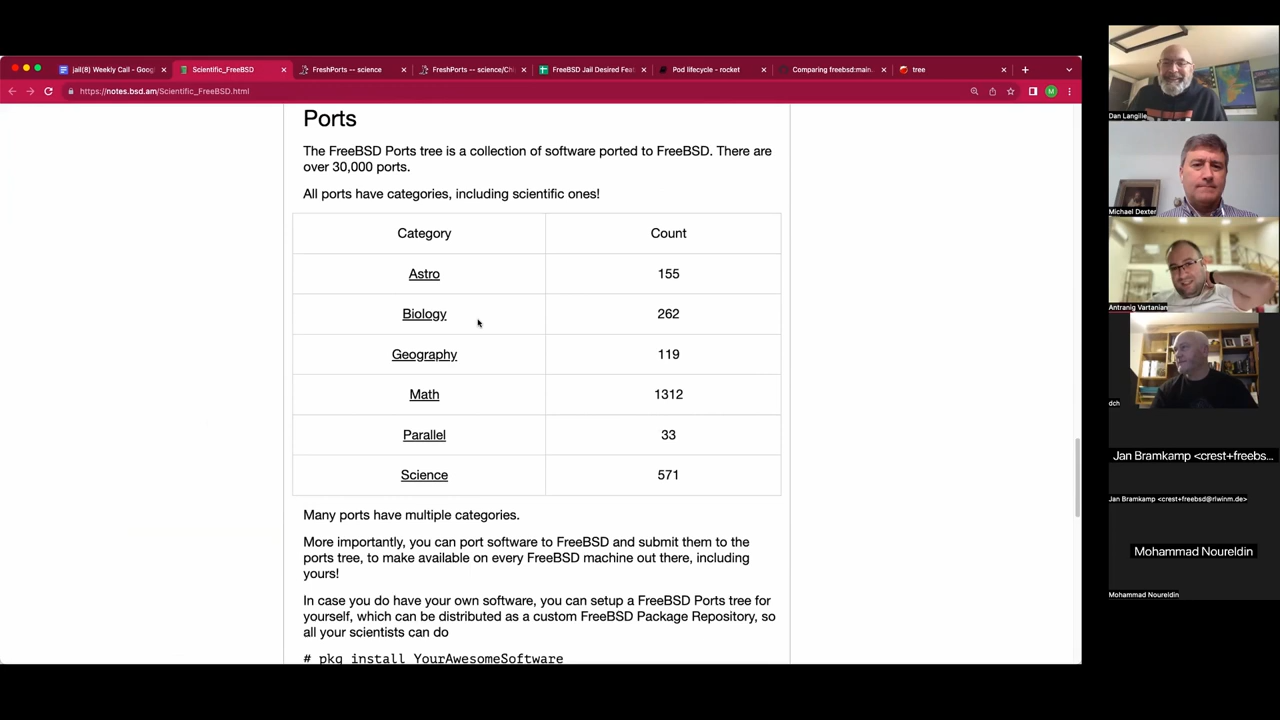 jail(8) Weekly Call - Goog
Scientific_FreeBSD
FreshPorts -- science
FreshPorts -- science/Ch
FreeBSD Jail Desired Fea
Pod lifecycle - rocket
Comparing freebsd:main
tree
https://notes.bsd.am/Scientific_FreeBSD.html
M
Ports
The FreeBSD Ports tree is a collection of software ported to FreeBSD. There are
over 30,000 ports.
All ports have categories, including scientific ones!
Category Count
Astro 155
Biology 262
Geography 119
Math 1312
Parallel 33
Science 571
Many ports have multiple categories.
More importantly, you can port software to FreeBSD and submit them to the
ports tree, to make available on every FreeBSD machine out there, including
yours!
In case you do have your own software, you can setup a FreeBSD Ports tree for
yourself, which can be distributed as a custom FreeBSD Package Repository, so
all your scientists can do
# pkg install YourAwesomeSoftware
Dan Langille
Michael Dexter
Antranig Vartanian
dch
Jan Bramkamp <crest+freebs...
Jan Bramkamp <crest+freebsd@rlwinm.de>
Mohammad Noureldin
Mohammad Noureldin